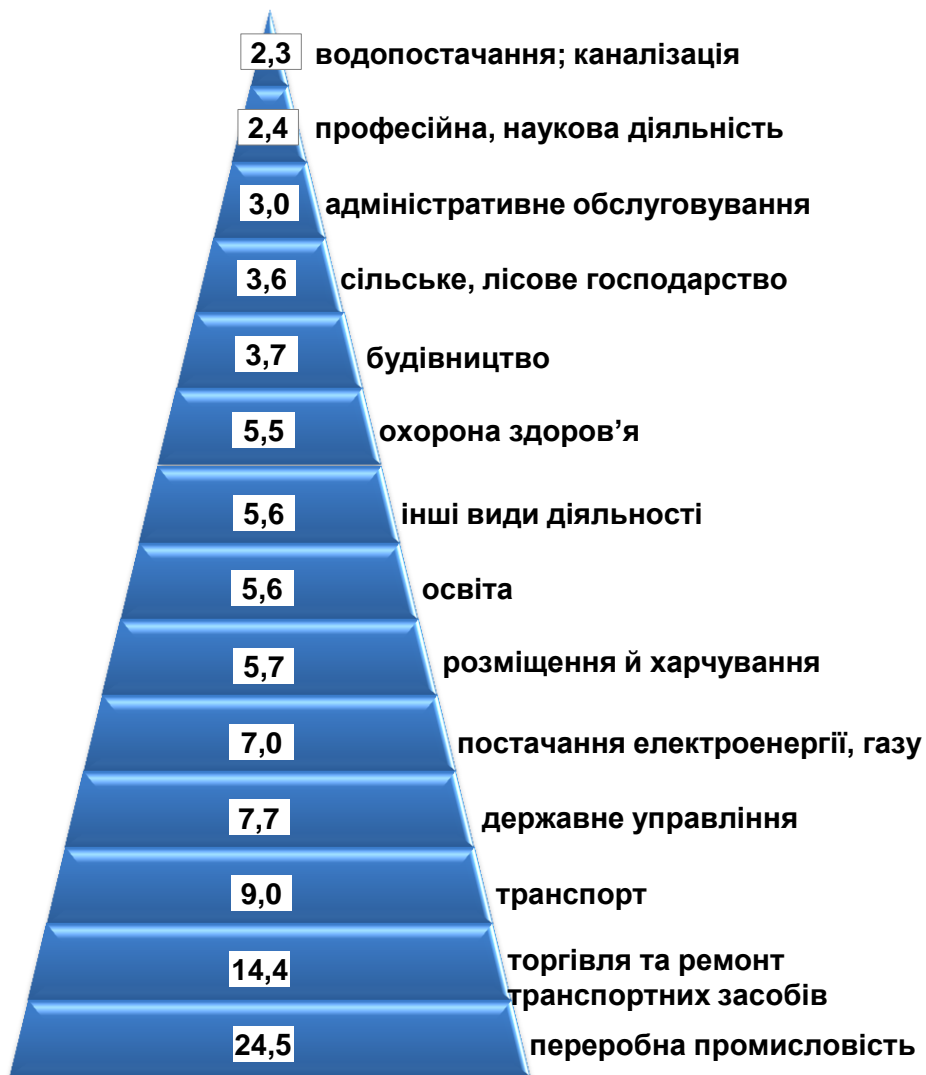 2,3 водопостачання; каналізація
2,4 професійна, наукова діяльність
3,0 адміністративне обслуговування
3,6 сільське, лісове господарство
3,7 будівництво
5,5 охорона здоров’я
5,6 інші види діяльності
5,6 освіта
5,7 розміщення й харчування
7,0 постачання електроенергії, газу
7,7 державне управління
9,0 транспорт
14,4 торгівля та ремонт
транспортних засобів
24,5 переробна промисловість